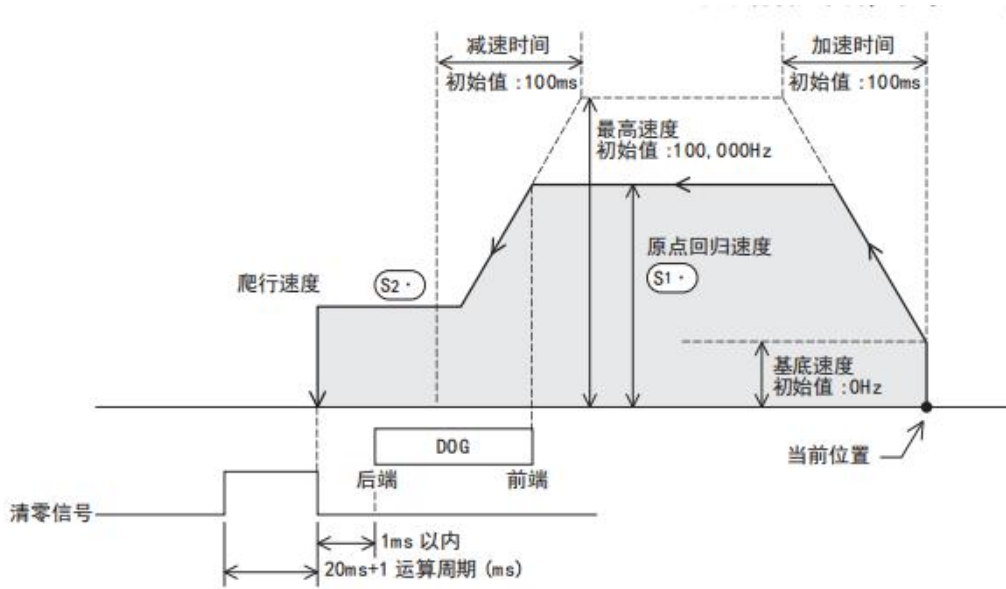 减速时间
初始值:100ms
加速时间
初始值:100ms
最高速度
初始值:100,000Hz
原点回归速度
S1·
爬行速度
S2·
基底速度
初始值:0Hz
当前位置
DOG
后端
前端
清零信号
1ms 以内
20ms+1 运算周期 (ms)